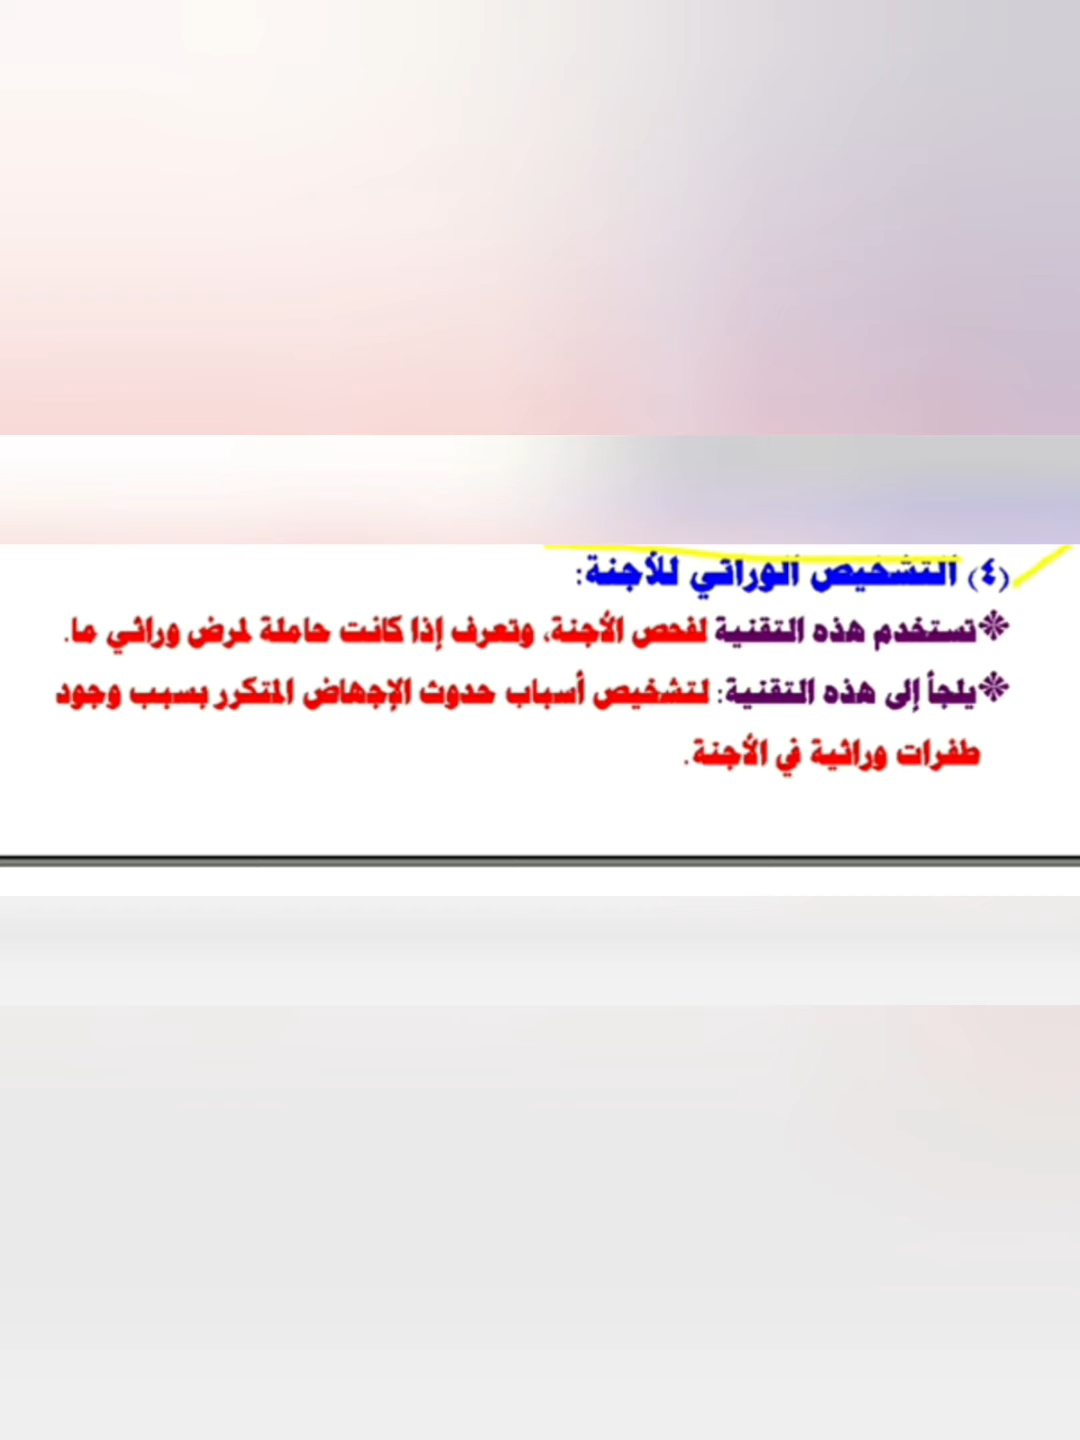 (٤) التشخيص الوراثي للأجنة:
❋تستخدم هذه التقنية لفحص الأجنة، وتعرف إذا كانت حاملة لمرض وراثي ما.
❋يلجأ إلى هذه التقنية: لتشخيص أسباب حدوث الإجهاض المتكرر بسبب وجود
طفرات وراثية في الأجنة.